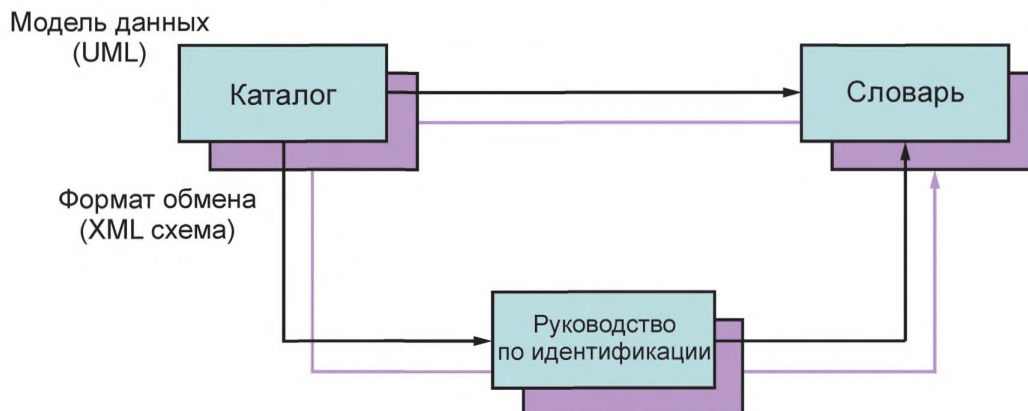 Модель данных
(UML)
Каталог
Словарь
Формат обмена
(XML схема)
Руководство
по идентификации